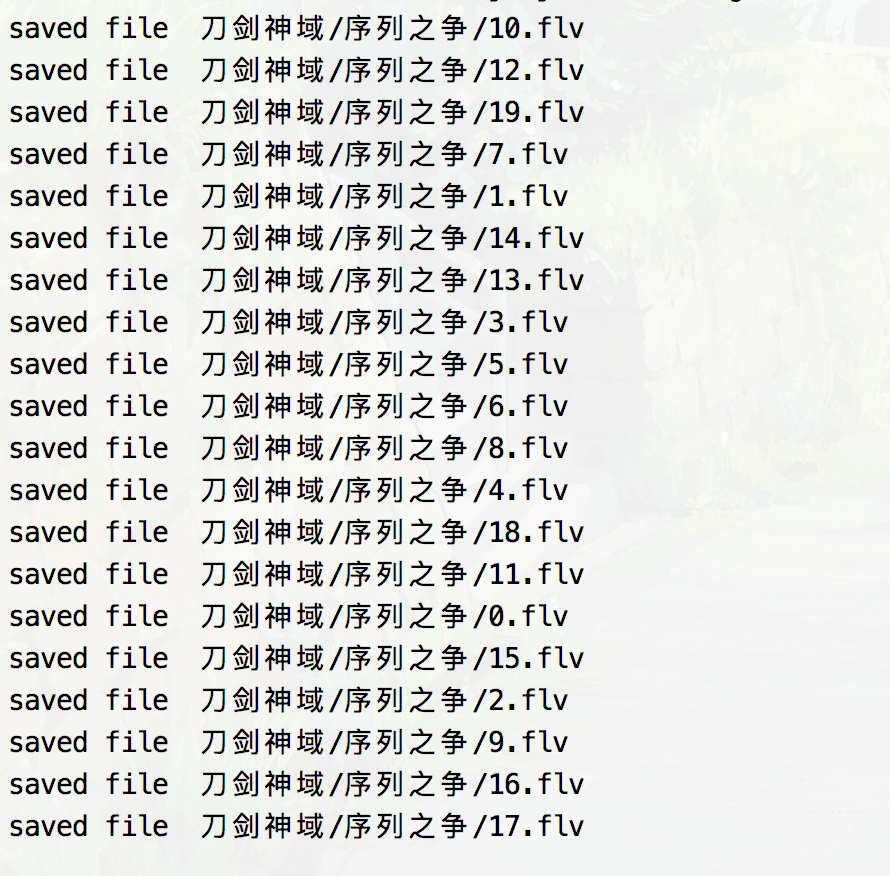 saved file  刀剑神域/序列之争/10.flv
saved file  刀剑神域/序列之争/12.flv
saved file  刀剑神域/序列之争/19.flv
saved file  刀剑神域/序列之争/7.flv
saved file  刀剑神域/序列之争/1.flv
saved file  刀剑神域/序列之争/14.flv
saved file  刀剑神域/序列之争/13.flv
saved file  刀剑神域/序列之争/3.flv
saved file  刀剑神域/序列之争/5.flv
saved file  刀剑神域/序列之争/6.flv
saved file  刀剑神域/序列之争/8.flv
saved file  刀剑神域/序列之争/4.flv
saved file  刀剑神域/序列之争/18.flv
saved file  刀剑神域/序列之争/11.flv
saved file  刀剑神域/序列之争/0.flv
saved file  刀剑神域/序列之争/15.flv
saved file  刀剑神域/序列之争/2.flv
saved file  刀剑神域/序列之争/9.flv
saved file  刀剑神域/序列之争/16.flv
saved file  刀剑神域/序列之争/17.flv